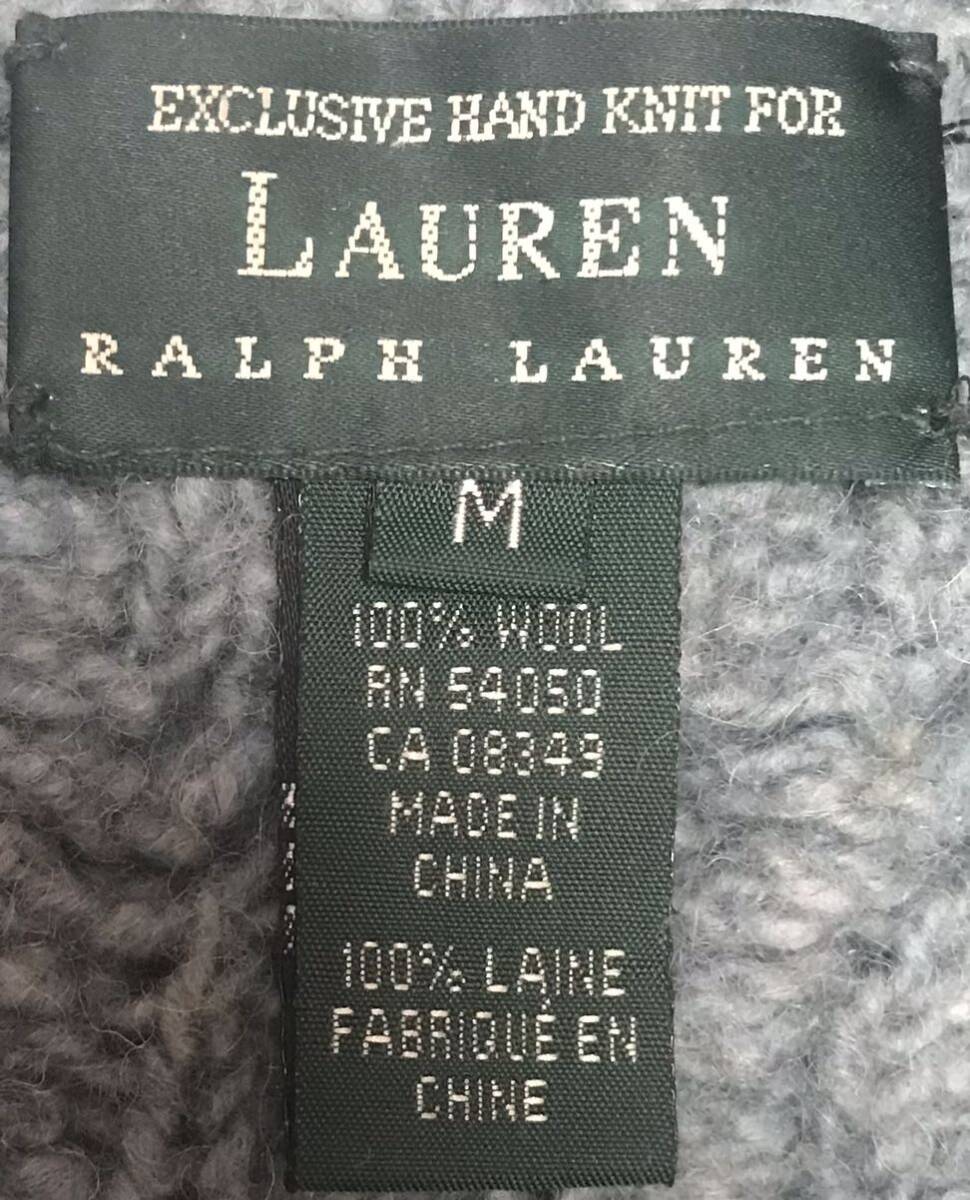 EXCLUSIVE HAND KNIT FOR
LAUREN
RALPH LAUREN
M
100% WOOL
RN 54050
CA 08349
MADE IN
CHINA
100% LAINE
FABRIQUÉ EN
CHINE